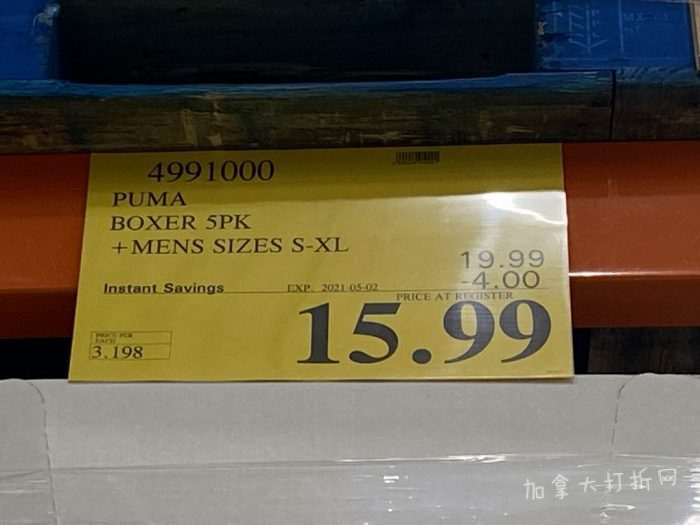 4991000
PUMA
BOXER 5PK
+MENS SIZES S-XL
19.99
-4.00
Instant Savings EXP. 2021-05-02
PRICE AT REGISTER
15.99
PRICE PER
EACH
3.198
加拿大打折网